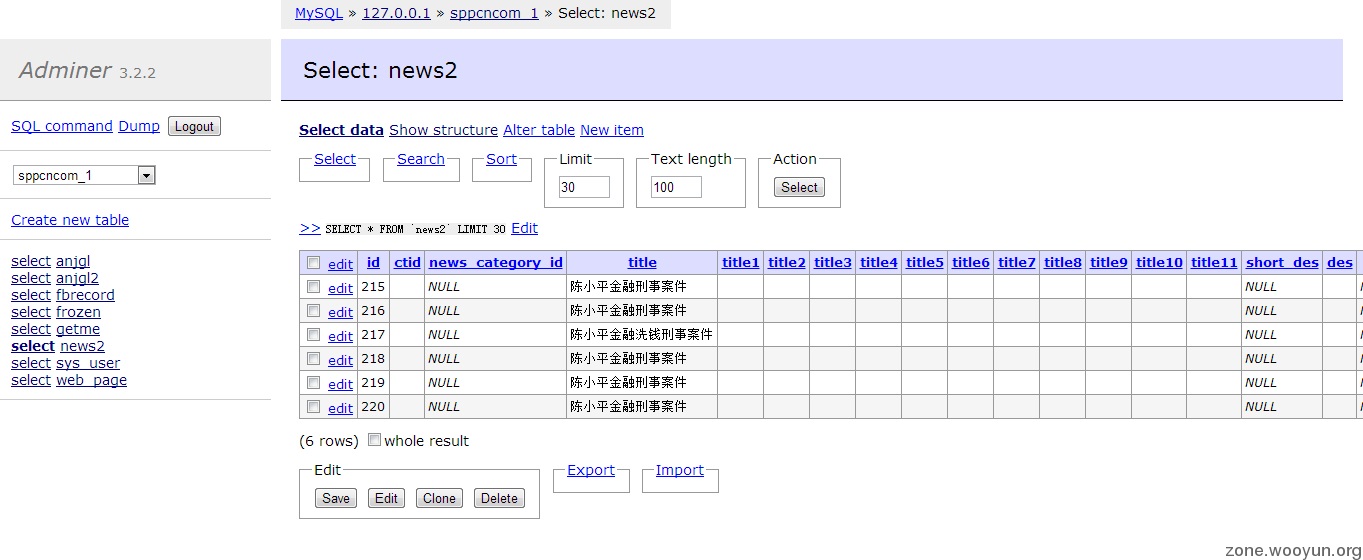 MySQL » 127.0.0.1 » sppcncom_1 » Select: news2
Adminer 3.2.2
Select: news2
SQL command Dump Logout
sppcncom_1
Create new table
select anjgl
select anjgl2
select fbrecord
select frozen
select getme
select news2
select sys_user
select web_page
Select data Show structure Alter table New item
Select Search Sort Limit Text length Action
30 100 Select
>> SELECT * FROM `news2` LIMIT 30 Edit
edit id ctid news_category_id title title1 title2 title3 title4 title5 title6 title7 title8 title9 title10 title11 short_des des
edit 215 NULL 陈小平金融刑事案件 NULL
edit 216 NULL 陈小平金融刑事案件 NULL
edit 217 NULL 陈小平金融洗钱刑事案件 NULL
edit 218 NULL 陈小平金融刑事案件 NULL
edit 219 NULL 陈小平金融刑事案件 NULL
edit 220 NULL 陈小平金融刑事案件 NULL
(6 rows) whole result
Edit Export Import
Save Edit Clone Delete
zone.wooyun.org